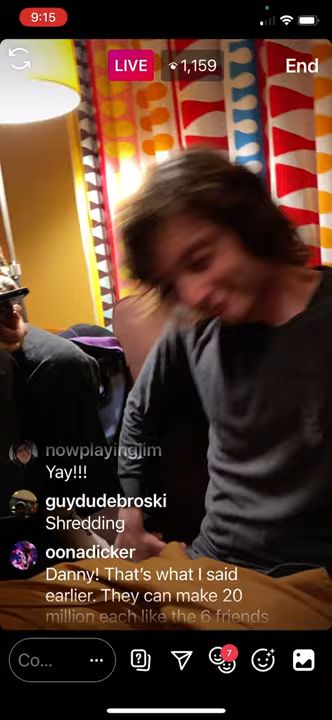 9:15
LIVE
1,159
End
nowplayingjim
Yay!!!
guydudebroski
Shredding
oonadicker
Danny! That's what I said
earlier. They can make 20
million each like the 6 friends
Co...
7